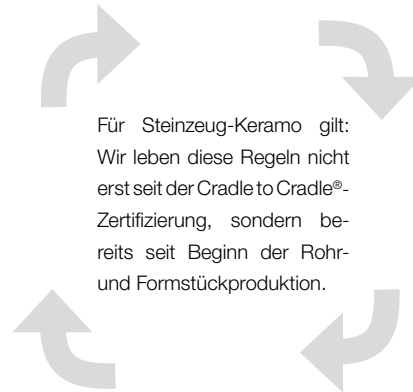 Für Steinzeug-Keramo gilt:
Wir leben diese Regeln nicht
erst seit der Cradle to Cradle®-
Zertifizierung, sondern be-
reits seit Beginn der Rohr-
und Formstückproduktion.